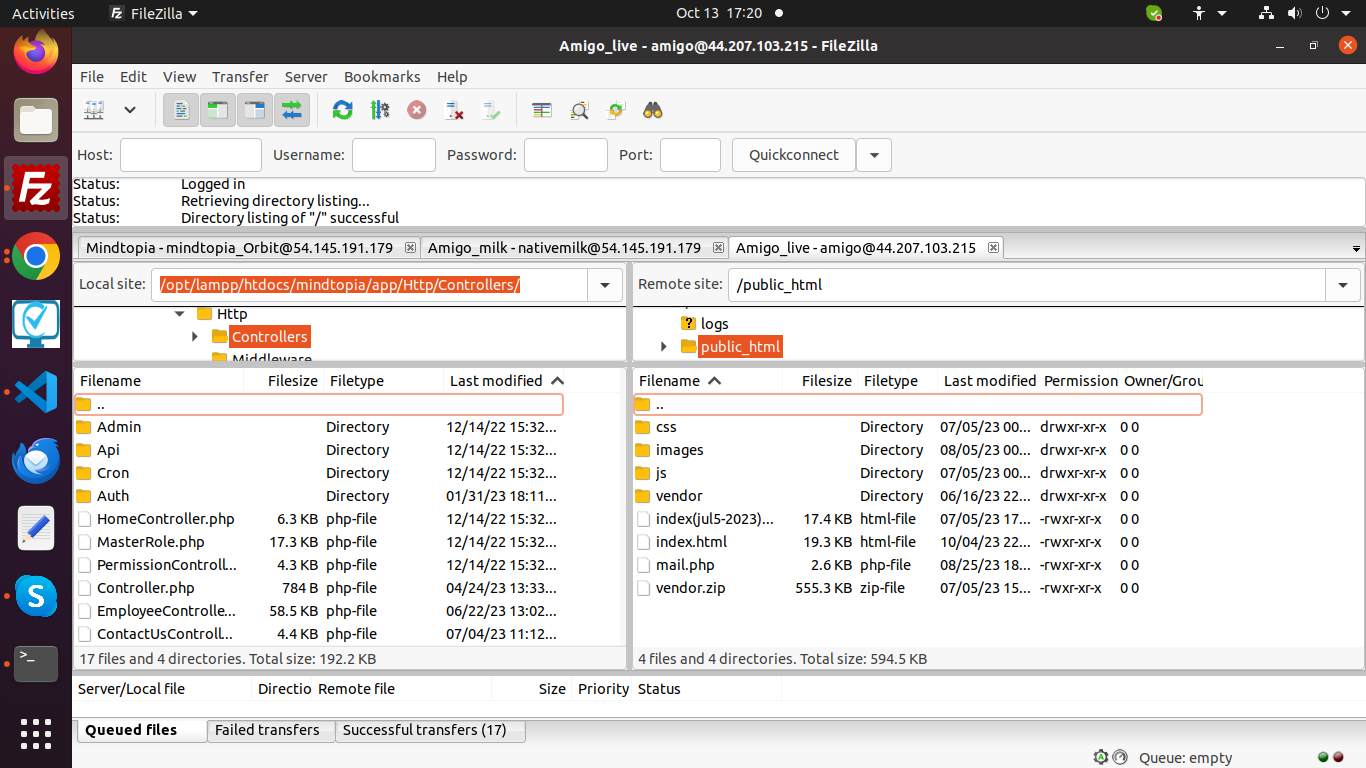 Activities FileZilla Oct 13 17:20
Amigo_live - amigo@44.207.103.215 - FileZilla
File Edit View Transfer Server Bookmarks Help
Host: Username: Password: Port: Quickconnect
Status: Logged in
Status: Retrieving directory listing...
Status: Directory listing of "/" successful
Mindtopia - mindtopia_Orbit@54.145.191.179 Amigo_milk - nativemilk@54.145.191.179 Amigo_live - amigo@44.207.103.215
Local site: /opt/lampp/htdocs/mindtopia/app/Http/Controllers/ Remote site: /public_html
Http
Controllers
Middleware
logs
public_html
Filename Filesize Filetype Last modified
..
Admin Directory 12/14/22 15:32...
Api Directory 12/14/22 15:32...
Cron Directory 12/14/22 15:32...
Auth Directory 01/31/23 18:11...
HomeController.php 6.3 KB php-file 12/14/22 15:32...
MasterRole.php 17.3 KB php-file 12/14/22 15:32...
PermissionControll... 4.3 KB php-file 12/14/22 15:32...
Controller.php 784 B php-file 04/24/23 13:33...
EmployeeControlle... 58.5 KB php-file 06/22/23 13:02...
ContactUsControll... 4.4 KB php-file 07/04/23 11:12...
17 files and 4 directories. Total size: 192.2 KB
Filename Filesize Filetype Last modified Permission Owner/Grou
..
css Directory 07/05/23 00... drwxr-xr-x 0 0
images Directory 08/05/23 00... drwxr-xr-x 0 0
js Directory 07/05/23 00... drwxr-xr-x 0 0
vendor Directory 06/16/23 22... drwxr-xr-x 0 0
index(jul5-2023)... 17.4 KB html-file 07/05/23 17... -rwxr-xr-x 0 0
index.html 19.3 KB html-file 10/04/23 22... -rwxr-xr-x 0 0
mail.php 2.6 KB php-file 08/25/23 18... -rwxr-xr-x 0 0
vendor.zip 555.3 KB zip-file 07/05/23 15... -rwxr-xr-x 0 0
4 files and 4 directories. Total size: 594.5 KB
Server/Local file Directio Remote file Size Priority Status
Queued files Failed transfers Successful transfers (17)
Queue: empty